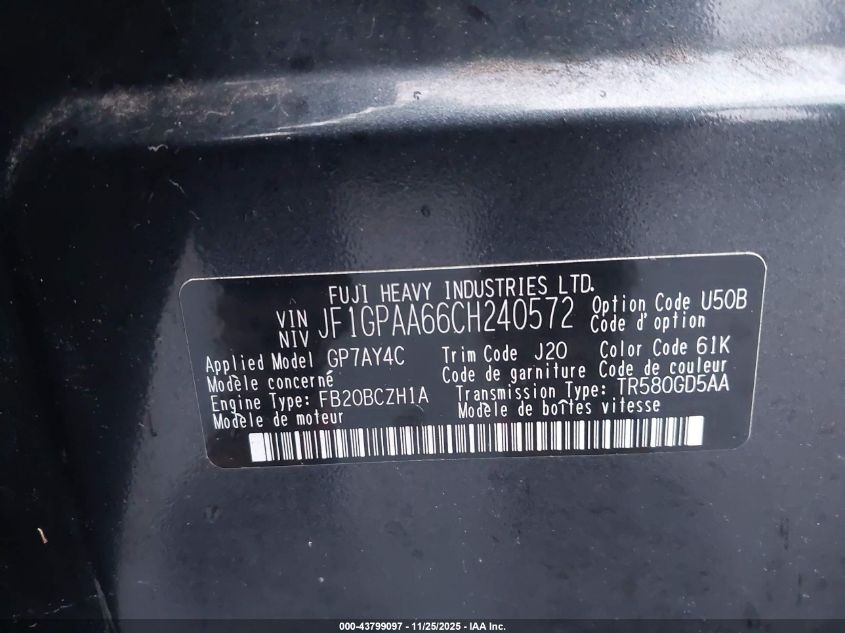 FUJI HEAVY INDUSTRIES LTD.
VIN NIV JF1GPAA66CH240572 Option Code U50B
Code d'option
Applied Model GP7AY4C Trim Code J20 Color Code 61K
Modèle concerné Code de garniture Code de couleur
Engine Type: FB20BCZH1A Transmission Type: TR580GD5AA
Modele de moteur Modèle de boîtes vitesse
000-43799097 - 11/25/2025 - IAA Inc.